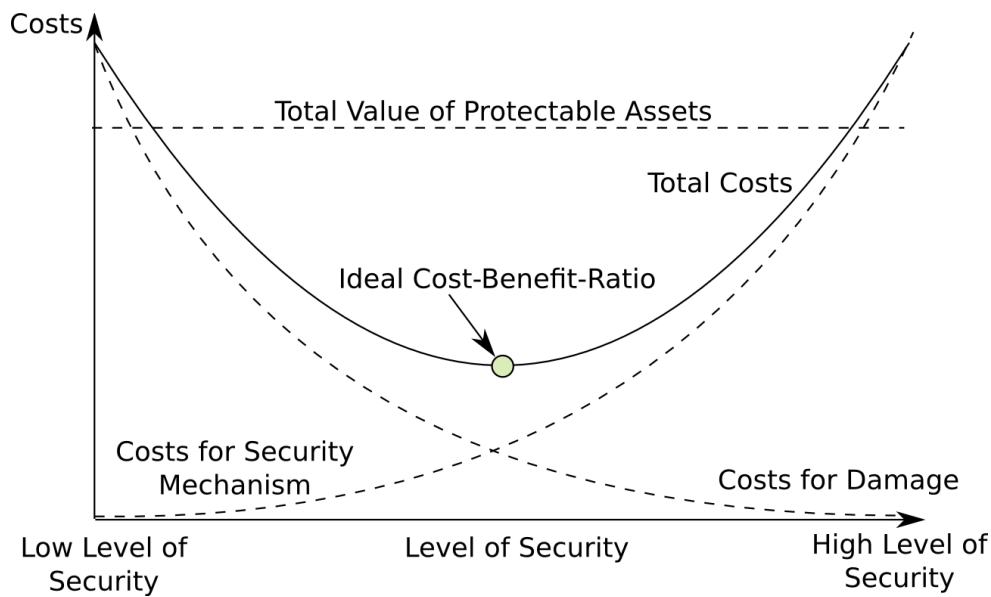 Costs
Total Value of Protectable Assets
Total Costs
Ideal Cost-Benefit-Ratio
Costs for Security
Mechanism
Costs for Damage
Low Level of
Security
Level of Security
High Level of
Security